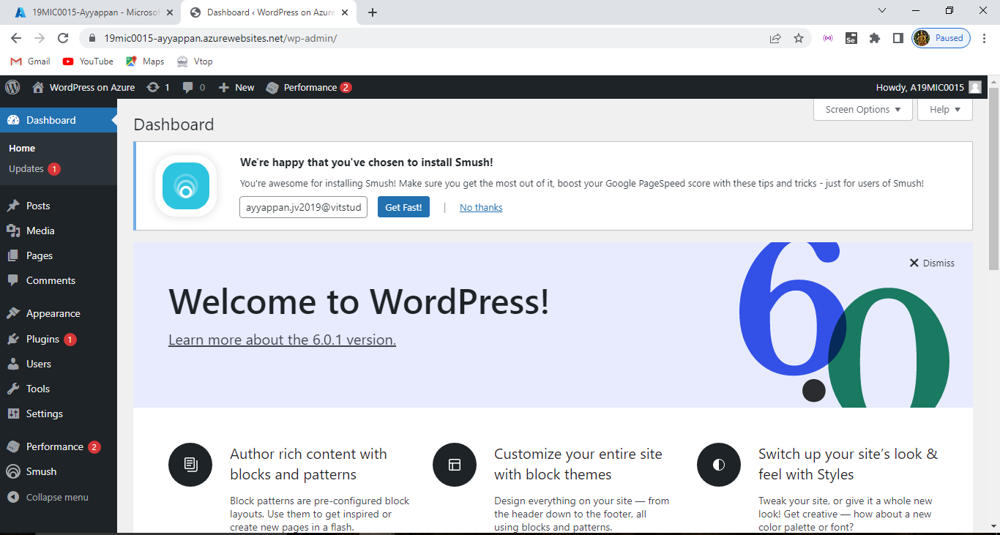 19MIC0015-Ayyappan - Microsof
Dashboard ‹ WordPress on Azure
19mic0015-ayyappan.azurewebsites.net/wp-admin/
Se
Paused
Gmail
YouTube
Maps
Vtop
WordPress on Azure
1
0
New
Performance 2
Howdy, A19MIC0015
Dashboard
Home
Updates 1
Posts
Media
Pages
Comments
Appearance
Plugins 1
Users
Tools
Settings
Performance 2
Smush
Collapse menu
Screen Options
Help
Dashboard
We're happy that you've chosen to install Smush!
You're awesome for installing Smush! Make sure you get the most out of it, boost your Google PageSpeed score with these tips and tricks - just for users of Smush!
ayyappan.jv2019@vitstud
Get Fast!
|
No thanks
Dismiss
Welcome to WordPress!
Learn more about the 6.0.1 version.
6.0
Author rich content with
blocks and patterns
Block patterns are pre-configured block
layouts. Use them to get inspired or
create new pages in a flash.
Customize your entire site
with block themes
Design everything on your site — from
the header down to the footer, all
using blocks and patterns.
Switch up your site’s look &
feel with Styles
Tweak your site, or give it a whole new
look! Get creative — how about a new
color palette or font?